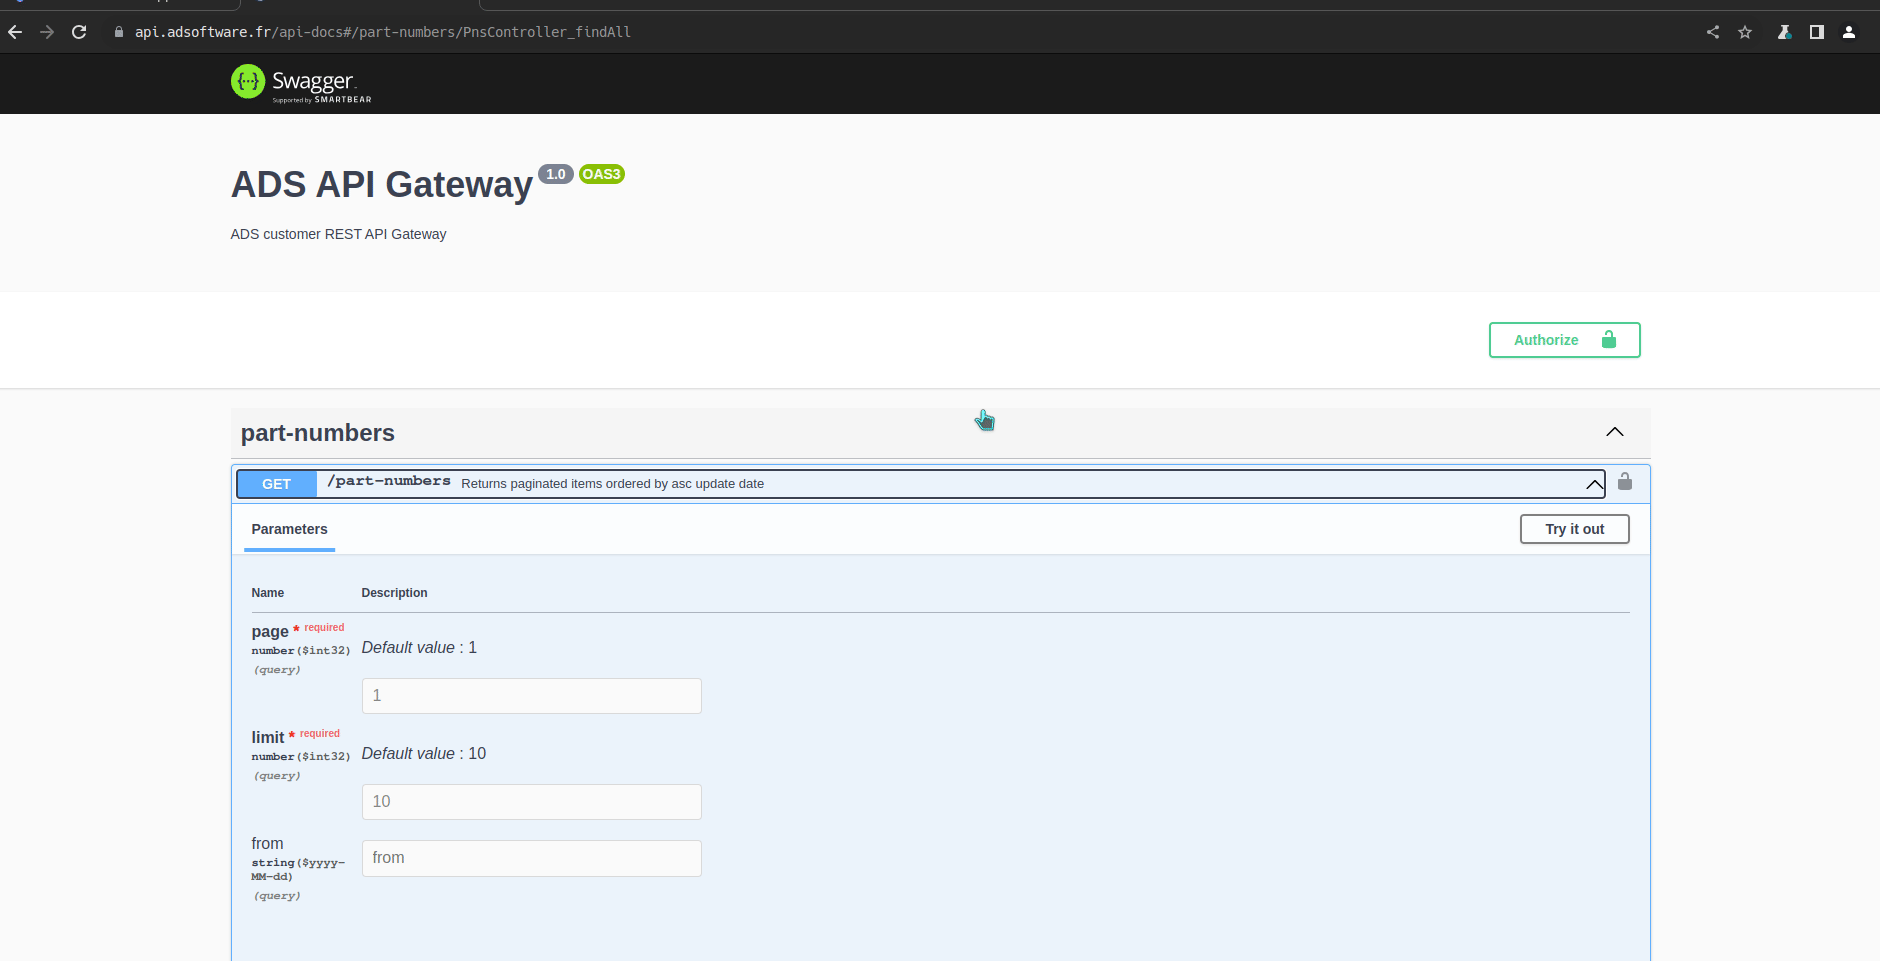 api.adsoftware.fr/api-docs#/part-numbers/PnsController_findAll
{···} Swagger
Supported by SMARTBEAR
ADS API Gateway 1.0 OAS3
ADS customer REST API Gateway
Authorize
part-numbers
GET /part-numbers Returns paginated items ordered by asc update date
Parameters
Try it out
Name Description
page * required
number($int32)
(query)
Default value : 1
1
limit * required
number($int32)
(query)
Default value : 10
10
from
string($yyyy-
MM-dd)
(query)
from